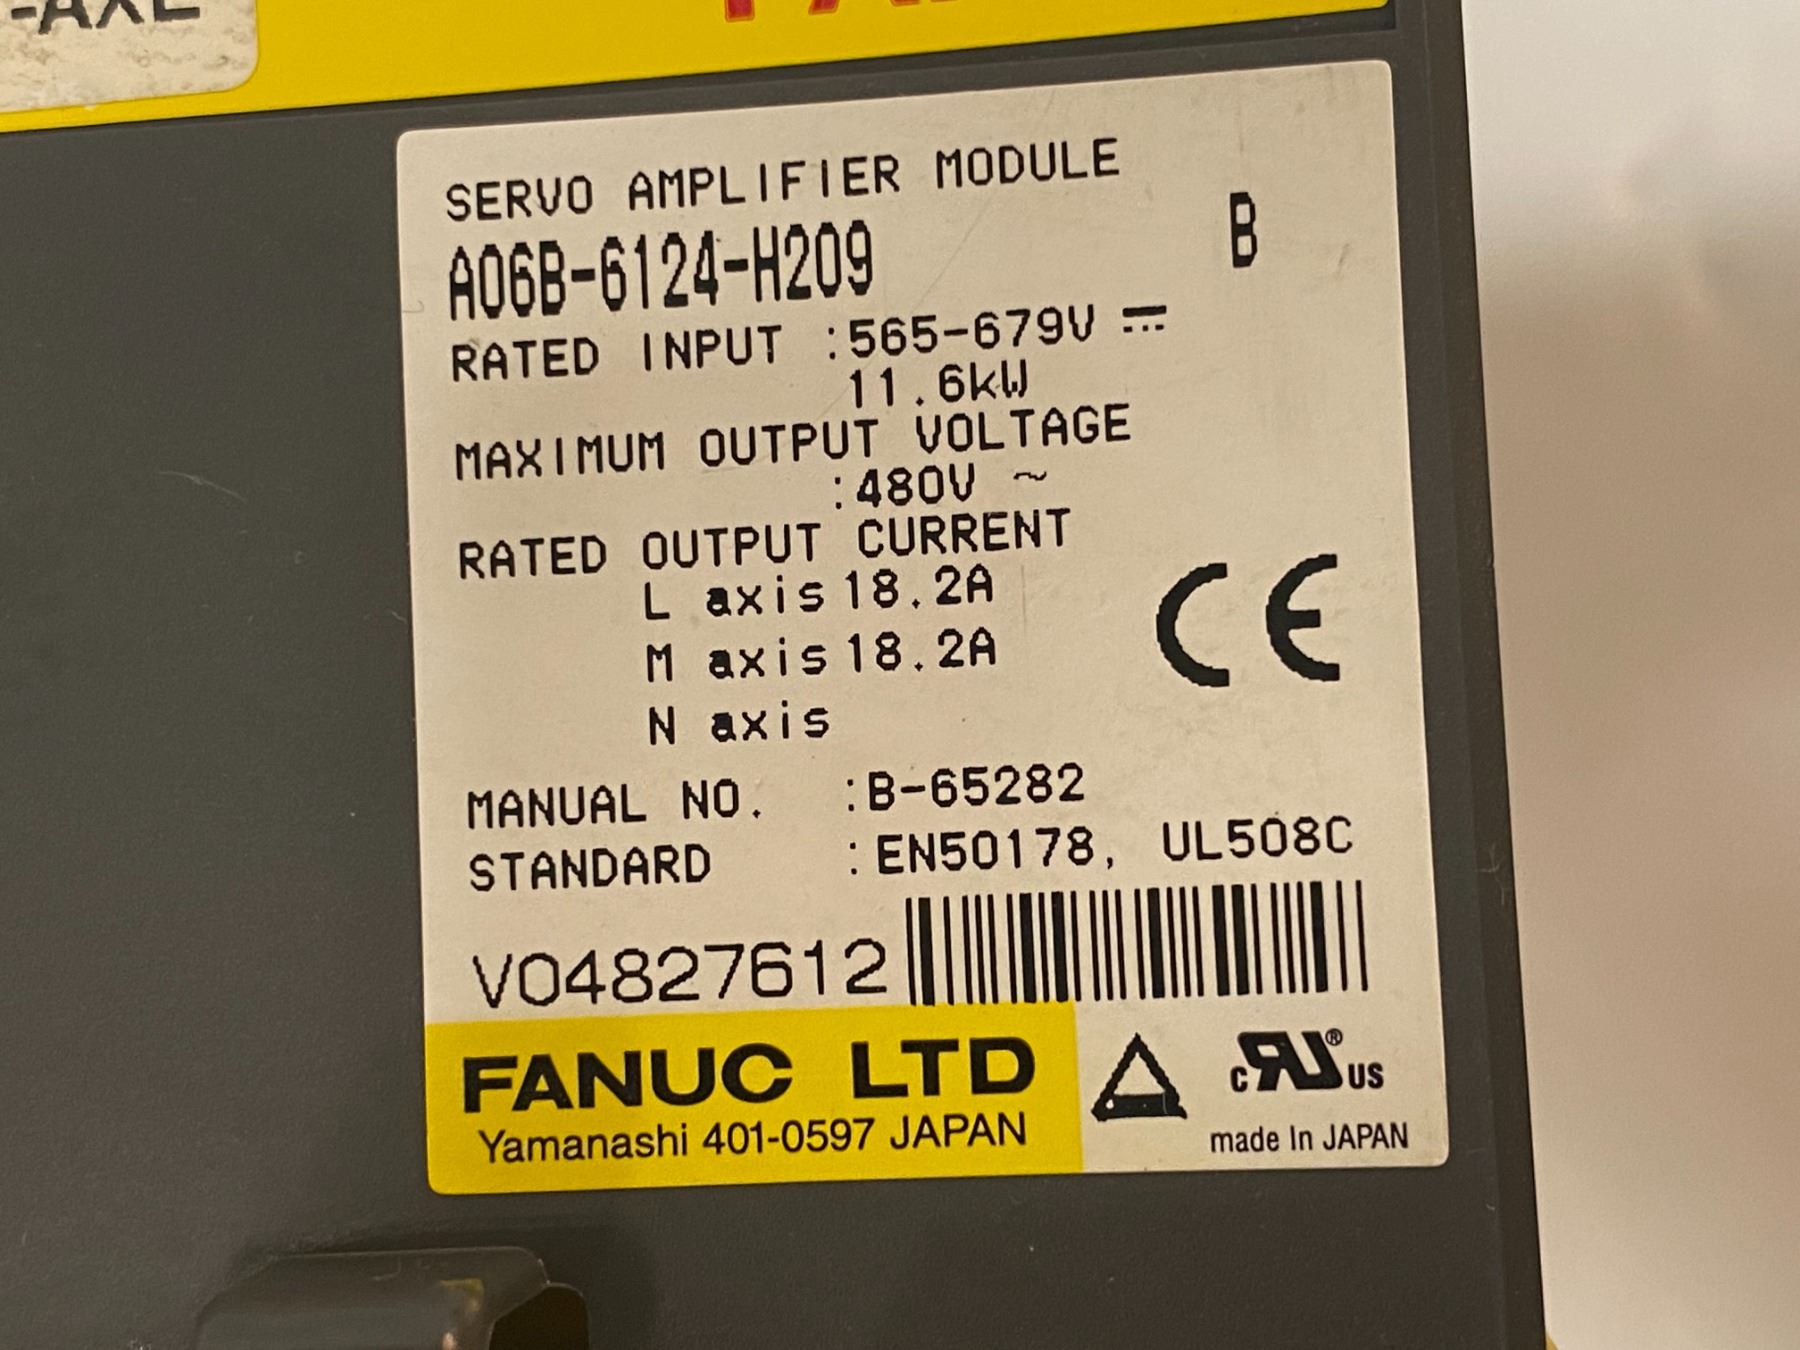 SERVO AMPLIFIER MODULE
A06B-6124-H209 B
RATED INPUT :565-679V ⎓
11.6kW
MAXIMUM OUTPUT VOLTAGE
:480V ~
RATED OUTPUT CURRENT
L axis 18.2A
M axis 18.2A
N axis
CE
MANUAL NO. :B-65282
STANDARD :EN50178, UL508C
V04827612
FANUC LTD
Yamanashi 401-0597 JAPAN
c RU® US
made In JAPAN